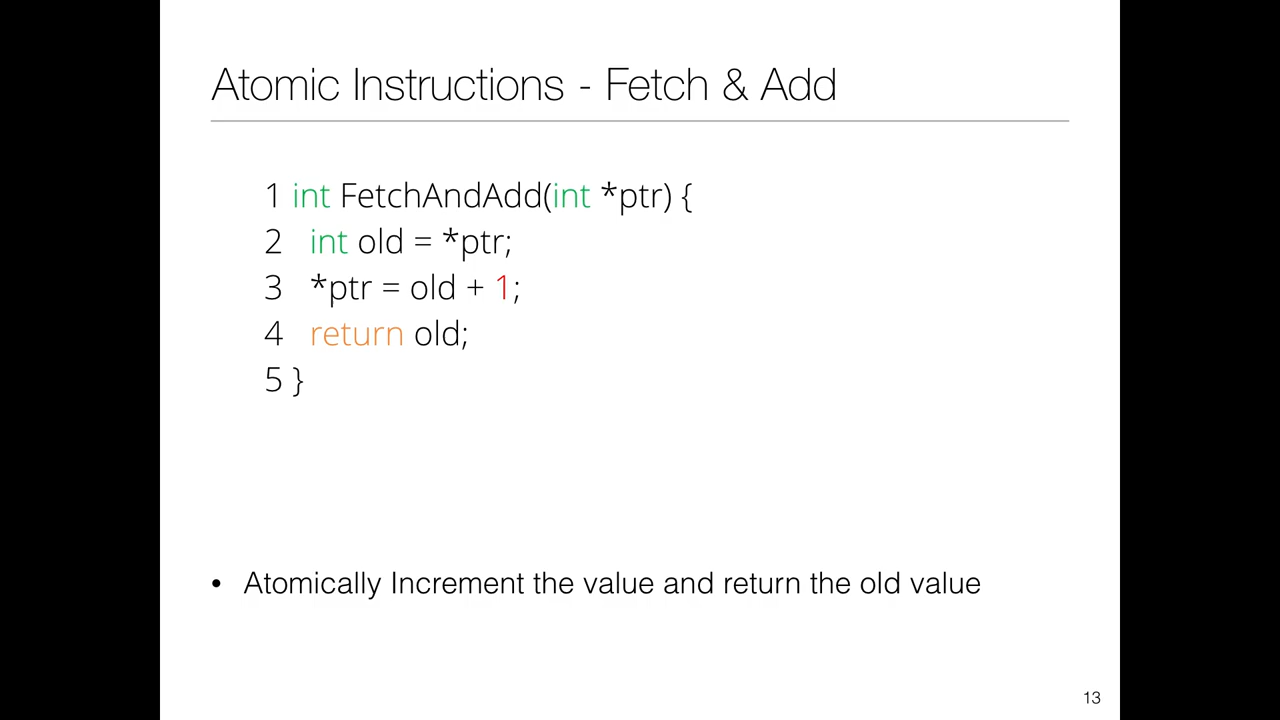 Atomic Instructions - Fetch & Add
1 int FetchAndAdd(int *ptr) {
2 int old = *ptr;
3 *ptr = old + 1;
4 return old;
5 }
• Atomically Increment the value and return the old value
13